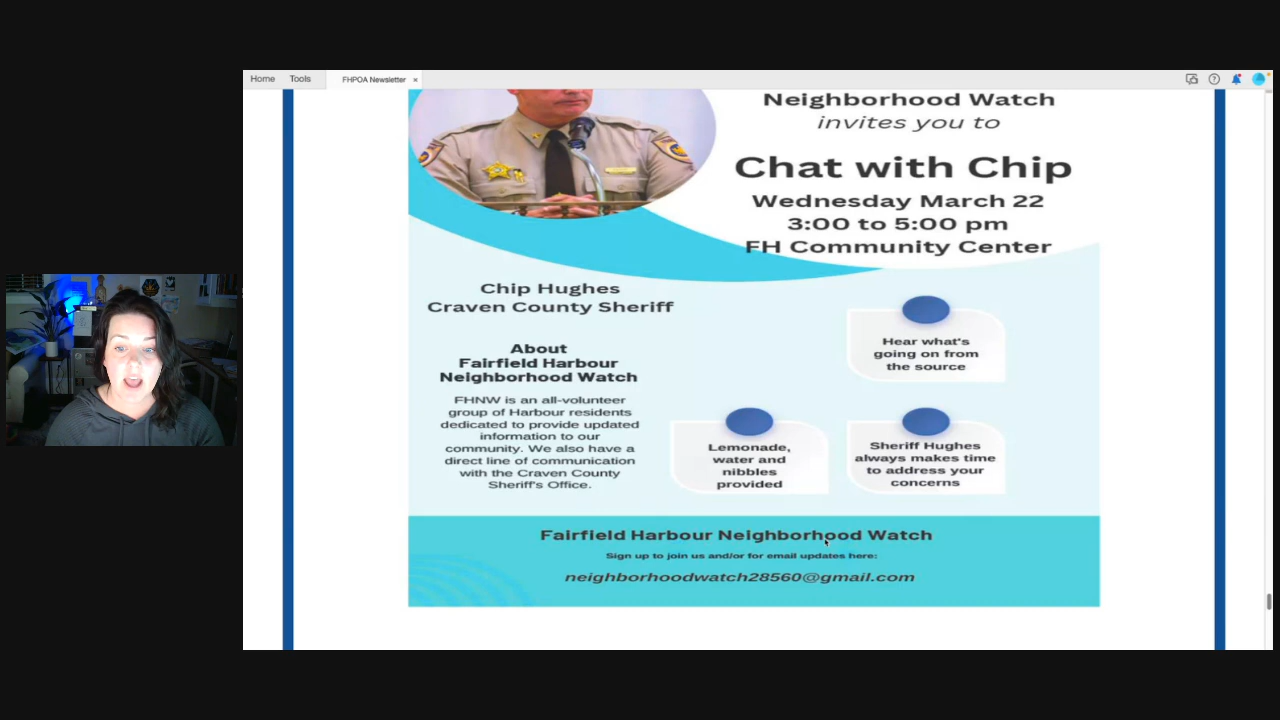 Home
Tools
FHPOA Newsletter
Neighborhood Watch
invites you to
Chat with Chip
Wednesday March 22
3:00 to 5:00 pm
FH Community Center
Chip Hughes
Craven County Sheriff
About
Fairfield Harbour
Neighborhood Watch
FHNW is an all-volunteer
group of Harbour residents
dedicated to provide updated
information to our
community. We also have a
direct line of communication
with the Craven County
Sheriff's Office.
Hear what's
going on from
the source
Lemonade,
water and
nibbles
provided
Sheriff Hughes
always makes time
to address your
concerns
Fairfield Harbour Neighborhood Watch
Sign up to join us and/or for email updates here:
neighborhoodwatch28560@gmail.com